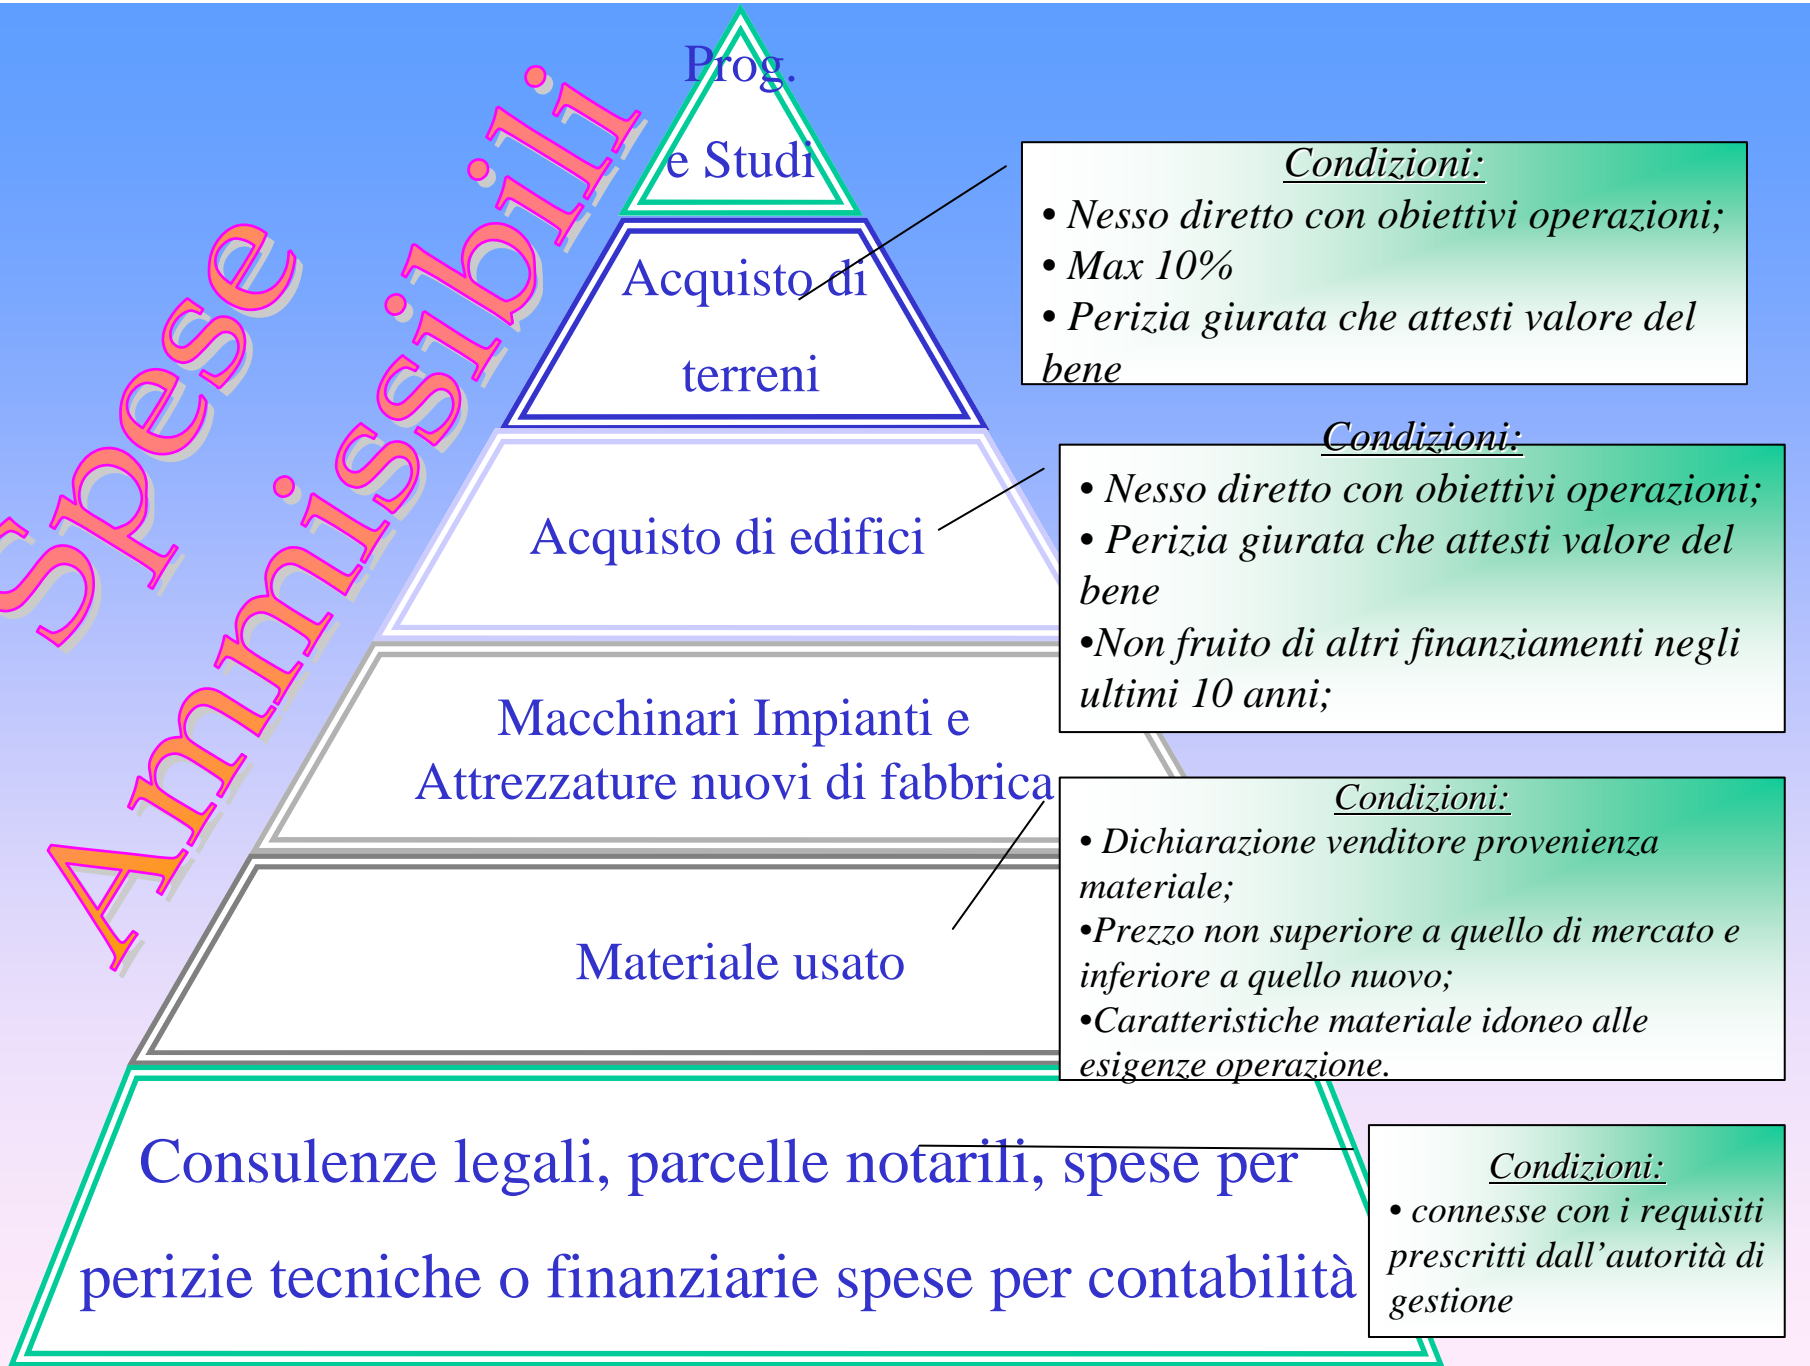 Spese
Ammissibili
Prog.
e Studi
Acquisto di
terreni
Condizioni:
• Nesso diretto con obiettivi operazioni;
• Max 10%
• Perizia giurata che attesti valore del
bene
Acquisto di edifici
Condizioni:
• Nesso diretto con obiettivi operazioni;
• Perizia giurata che attesti valore del
bene
•Non fruito di altri finanziamenti negli
ultimi 10 anni;
Macchinari Impianti e
Attrezzature nuovi di fabbrica
Materiale usato
Condizioni:
• Dichiarazione venditore provenienza
materiale;
•Prezzo non superiore a quello di mercato e
inferiore a quello nuovo;
•Caratteristiche materiale idoneo alle
esigenze operazione.
Consulenze legali, parcelle notarili, spese per
perizie tecniche o finanziarie spese per contabilità
Condizioni:
• connesse con i requisiti
prescritti dall’autorità di
gestione